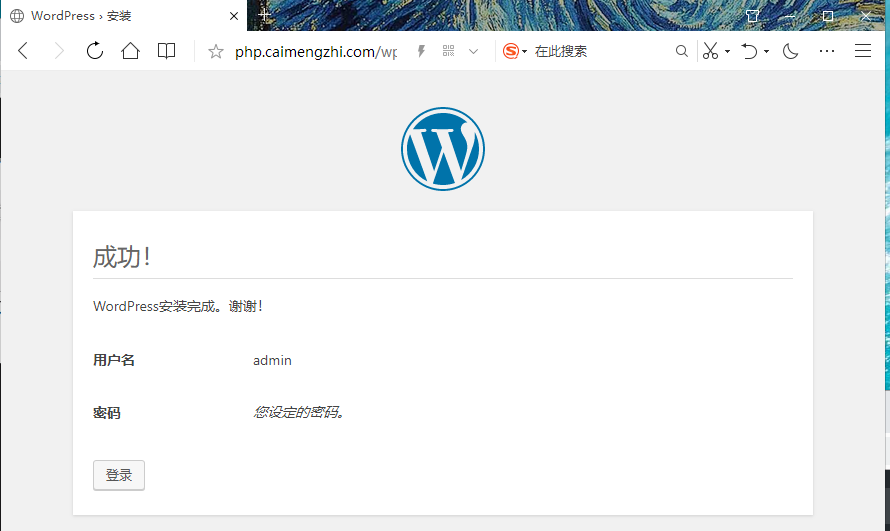 WordPress › 安装
php.caimengzhi.com/wp
在此搜索
成功！
WordPress安装完成。谢谢！
用户名 admin
密码 您设定的密码。
登录